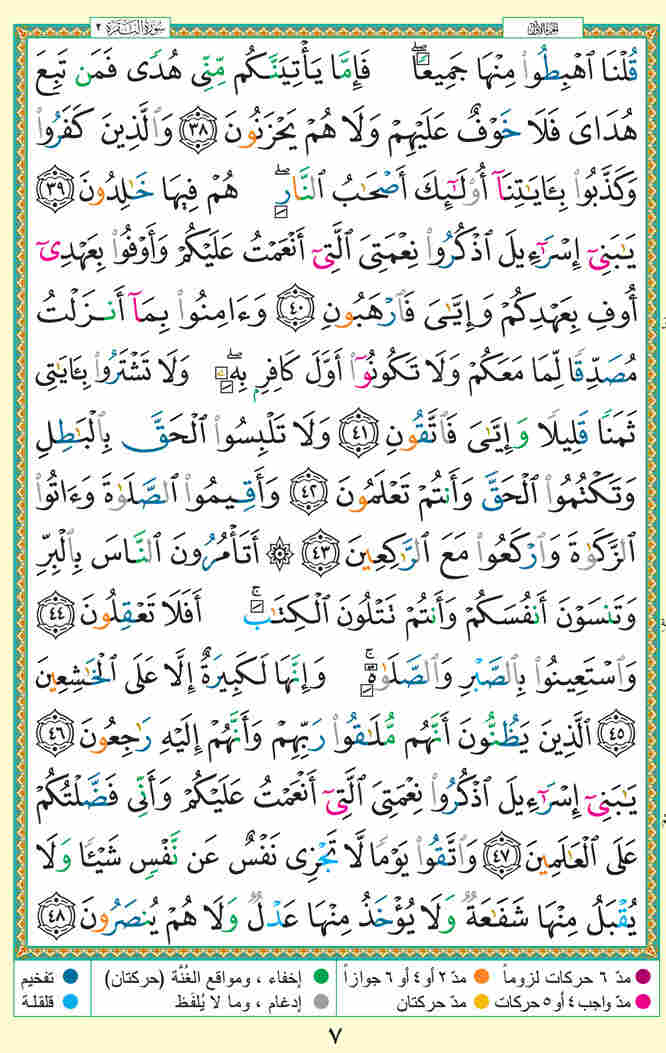 الجزء الأول
سُورَةُ البَقَرَةِ ٢
قُلۡنَا ٱهۡبِطُواْ مِنۡهَا جَمِيعٗاۖ فَإِمَّا يَأۡتِيَنَّكُم مِّنِّي هُدٗى فَمَن تَبِعَ
هُدَايَ فَلَا خَوۡفٌ عَلَيۡهِمۡ وَلَا هُمۡ يَحۡزَنُونَ ٣٨ وَٱلَّذِينَ كَفَرُواْ
وَكَذَّبُواْ بِـَٔايَٰتِنَآ أُوْلَٰٓئِكَ أَصۡحَٰبُ ٱلنَّارِۖ هُمۡ فِيهَا خَٰلِدُونَ ٣٩
يَٰبَنِيٓ إِسۡرَٰٓءِيلَ ٱذۡكُرُواْ نِعۡمَتِيَ ٱلَّتِيٓ أَنۡعَمۡتُ عَلَيۡكُمۡ وَأَوۡفُواْ بِعَهۡدِيٓ
أُوفِ بِعَهۡدِكُمۡ وَإِيَّٰيَ فَٱرۡهَبُونِ ٤٠ وَءَامِنُواْ بِمَآ أَنزَلۡتُ
مُصَدِّقٗا لِّمَا مَعَكُمۡ وَلَا تَكُونُوٓاْ أَوَّلَ كَافِرِۭ بِهِۦۖ وَلَا تَشۡتَرُواْ بِـَٔايَٰتِي
ثَمَنٗا قَلِيلٗا وَإِيَّٰيَ فَٱتَّقُونِ ٤١ وَلَا تَلۡبِسُواْ ٱلۡحَقَّ بِٱلۡبَٰطِلِ
وَتَكۡتُمُواْ ٱلۡحَقَّ وَأَنتُمۡ تَعۡلَمُونَ ٤٢ وَأَقِيمُواْ ٱلصَّلَوٰةَ وَءَاتُواْ
ٱلزَّكَوٰةَ وَٱرۡكَعُواْ مَعَ ٱلرَّٰكِعِينَ ٤٣ ۞ أَتَأۡمُرُونَ ٱلنَّاسَ بِٱلۡبِرِّ
وَتَنسَوۡنَ أَنفُسَكُمۡ وَأَنتُمۡ تَتۡلُونَ ٱلۡكِتَٰبَۚ أَفَلَا تَعۡقِلُونَ ٤٤
وَٱسۡتَعِينُواْ بِٱلصَّبۡرِ وَٱلصَّلَوٰةِۚ وَإِنَّهَا لَكَبِيرَةٌ إِلَّا عَلَى ٱلۡخَٰشِعِينَ
٤٥ ٱلَّذِينَ يَظُنُّونَ أَنَّهُم مُّلَٰقُواْ رَبِّهِمۡ وَأَنَّهُمۡ إِلَيۡهِ رَٰجِعُونَ ٤٦
يَٰبَنِيٓ إِسۡرَٰٓءِيلَ ٱذۡكُرُواْ نِعۡمَتِيَ ٱلَّتِيٓ أَنۡعَمۡتُ عَلَيۡكُمۡ وَأَنِّي فَضَّلۡتُكُمۡ
عَلَى ٱلۡعَٰلَمِينَ ٤٧ وَٱتَّقُواْ يَوۡمٗا لَّا تَجۡزِي نَفۡسٌ عَن نَّفۡسٖ شَيۡـٔٗا وَلَا
يُقۡبَلُ مِنۡهَا شَفَٰعَةٞ وَلَا يُؤۡخَذُ مِنۡهَا عَدۡلٞ وَلَا هُمۡ يُنصَرُونَ ٤٨
مدّ ٦ حركات لزوماً مدّ ٢ أو ٤ أو ٦ جوازاً إخفاء ، ومواقع الغُنَّة (حركتان) تفخيم
مدّ واجب ٤ أو ٥ حركات مدّ حركتان إدغام ، وما لا يُلفَظ قلقلة
٧